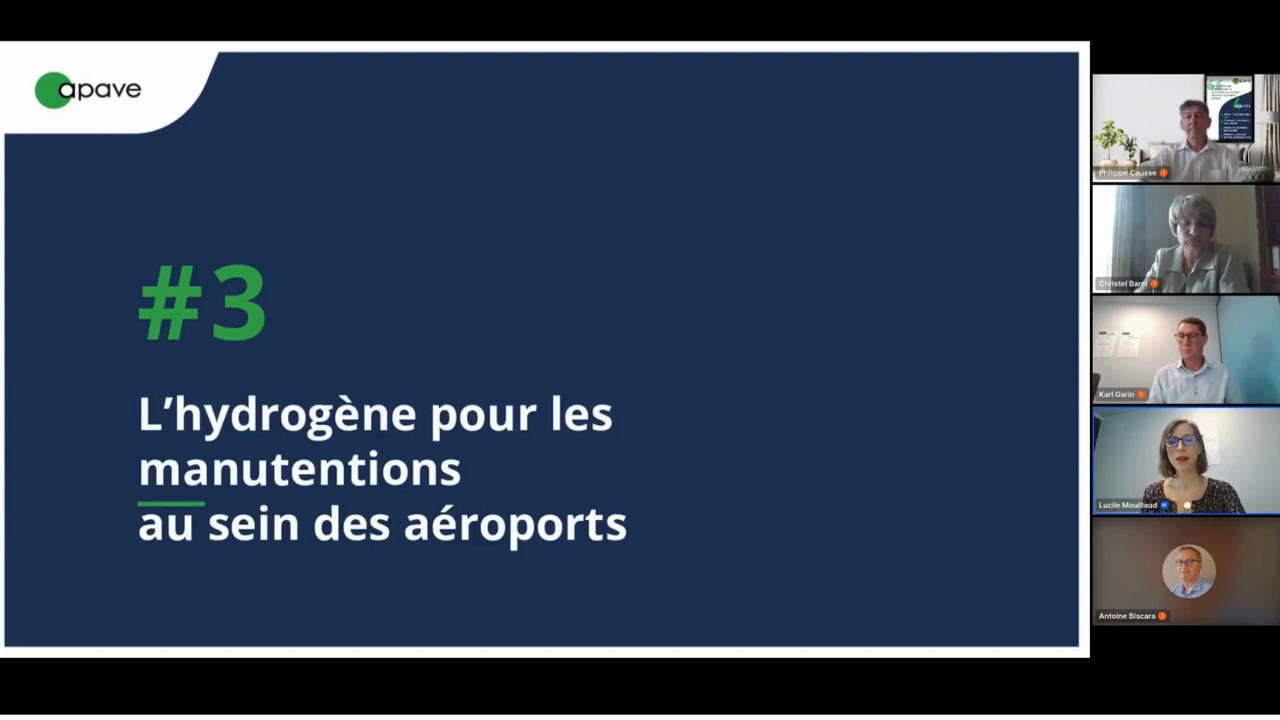 apave
#3
L’hydrogène pour les
manutentions
au sein des aéroports
Philippe Causse
Christel Barel
Karl Garin
Lucile Mouillaud
Antoine Biscara